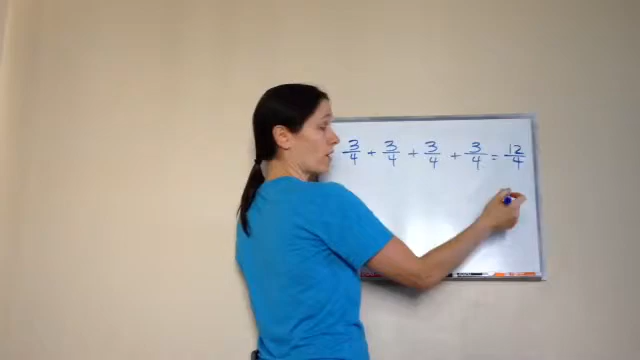 3/4 + 3/4 + 3/4 + 3/4 = 12/4